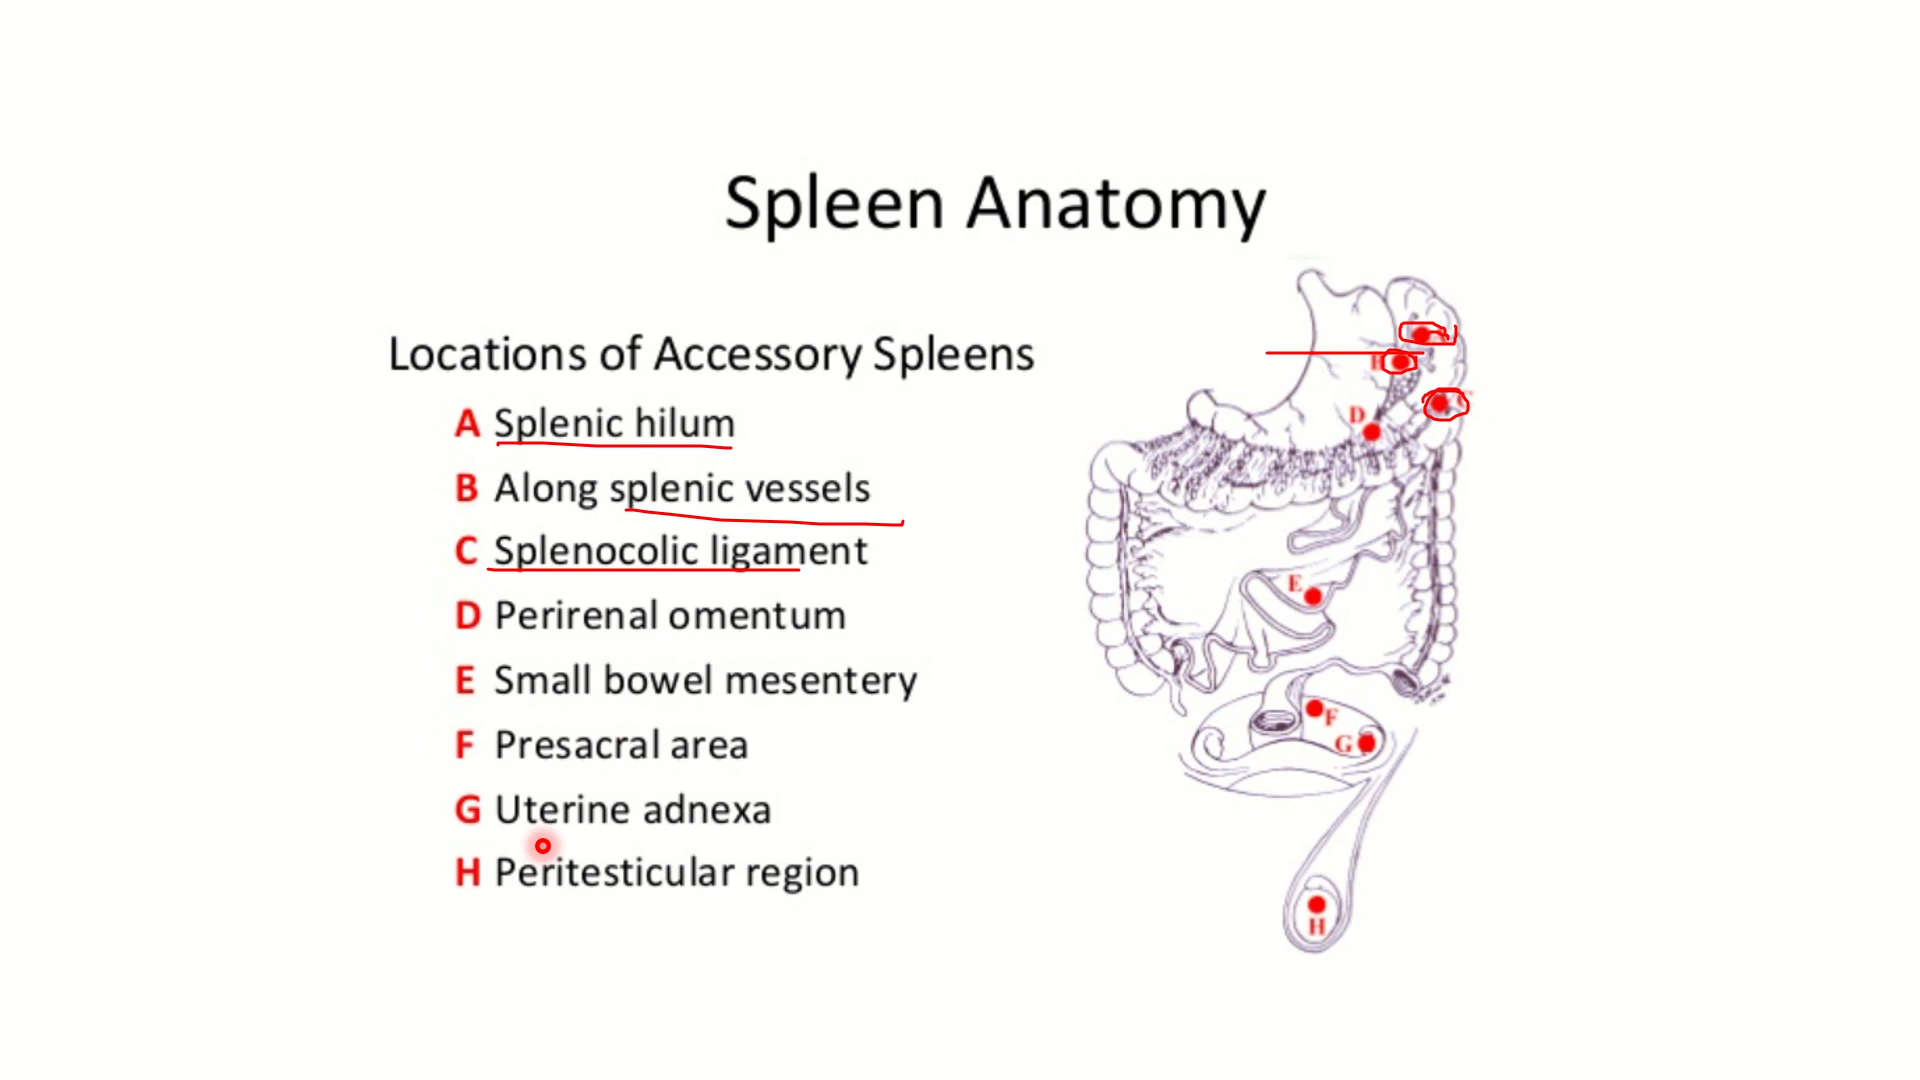 Spleen Anatomy
Locations of Accessory Spleens
A Splenic hilum
B Along splenic vessels
C Splenocolic ligament
D Perirenal omentum
E Small bowel mesentery
F Presacral area
G Uterine adnexa
H Peritesticular region
D
E
F
G
H